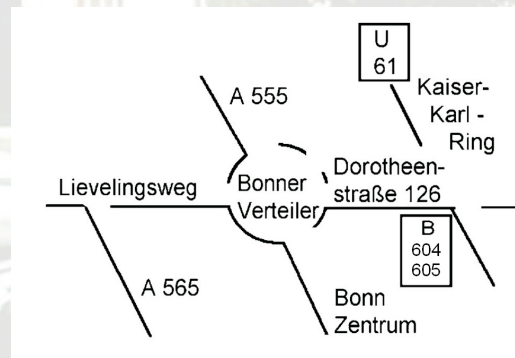 U
61
Kaiser-
Karl -
Ring
A 555
Dorotheen-
straße 126
Lievelingsweg
Bonner
Verteiler
B
604
605
A 565
Bonn
Zentrum